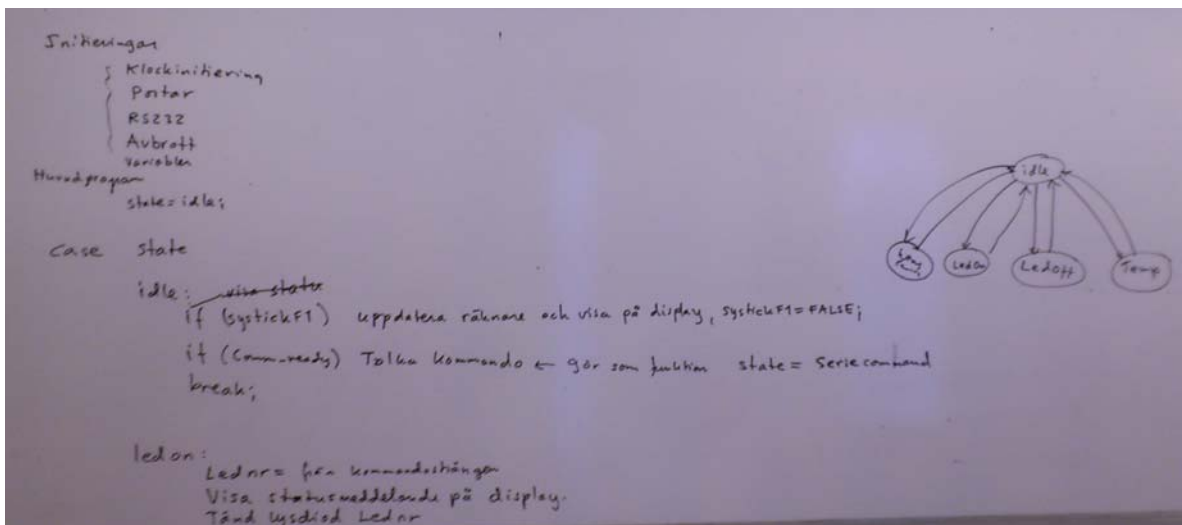 Initieringar
Klockinitiering
Portar
RS232
Avbrott
Variabler
Huvudprogram
state = idle;
case state
idle: visa status
if (systickF1) uppdatera räknare och visa på display, systickF1 = FALSE;
if (Comm-ready) Tolka kommando ← gör som funktion state = Seriecommand
break;
led on:
Lednr = från kommandosträngen
Visa statusmeddelande på display.
Tänd lysdiod Lednr
idle
LedOn
Ledoff
Temp